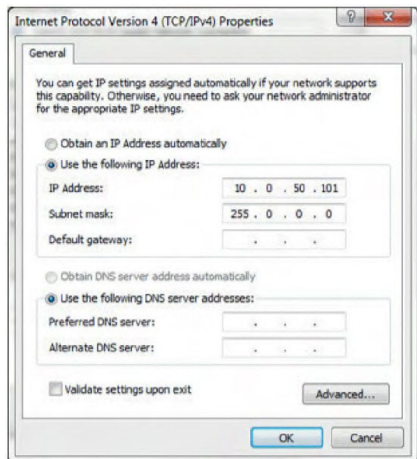 Internet Protocol Version 4 (TCP/IPv4) Properties
General
You can get IP settings assigned automatically if your network supports
this capability. Otherwise, you need to ask your network administrator
for the appropriate IP settings.
Obtain an IP Address automatically
Use the following IP Address:
IP Address: 10 . 0 . 50 . 101
Subnet mask: 255 . 0 . 0 . 0
Default gateway: . . .
Obtain DNS server address automatically
Use the following DNS server addresses:
Preferred DNS server: . . .
Alternate DNS server: . . .
Validate settings upon exit
Advanced...
OK Cancel